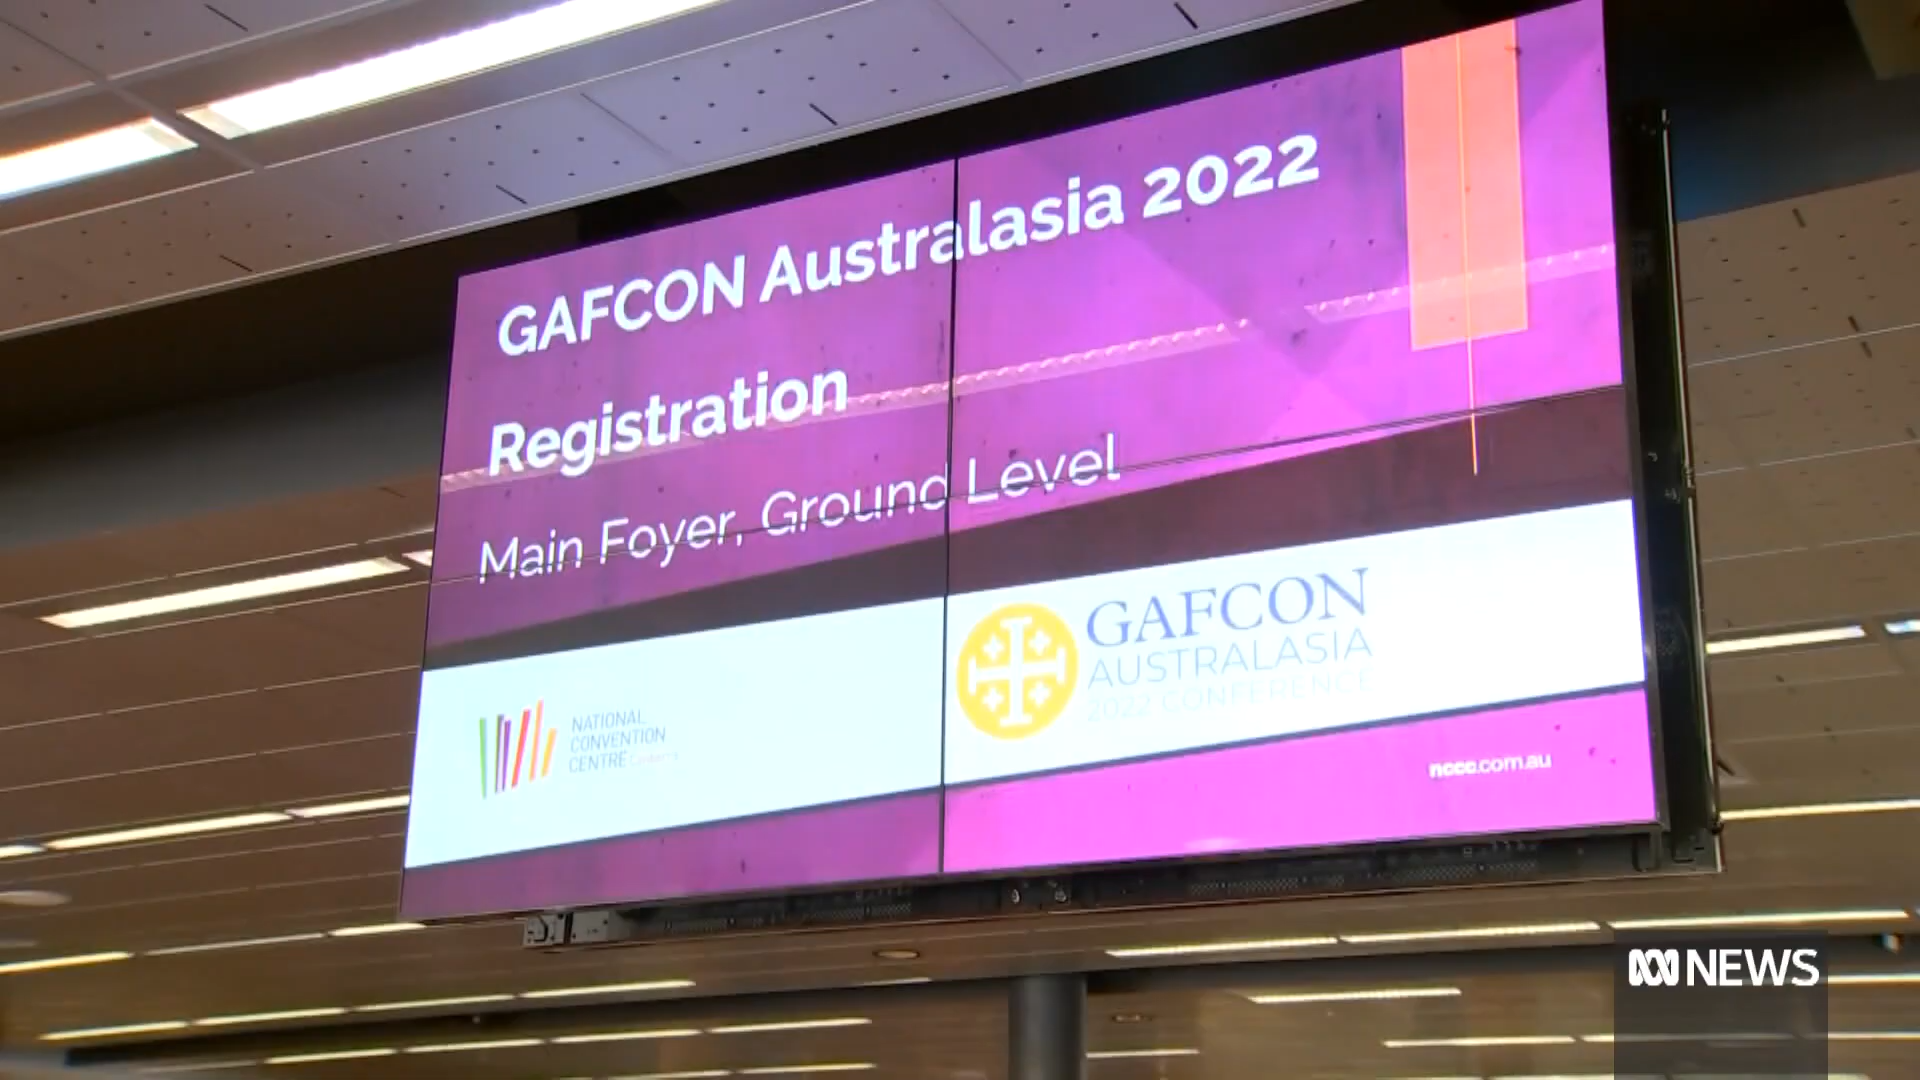 GAFCON Australasia 2022
Registration
Main Foyer, Ground Level
NATIONAL
CONVENTION
CENTRE
GAFCON
AUSTRALASIA
2022 CONFERENCE
nccc.com.au
NEWS